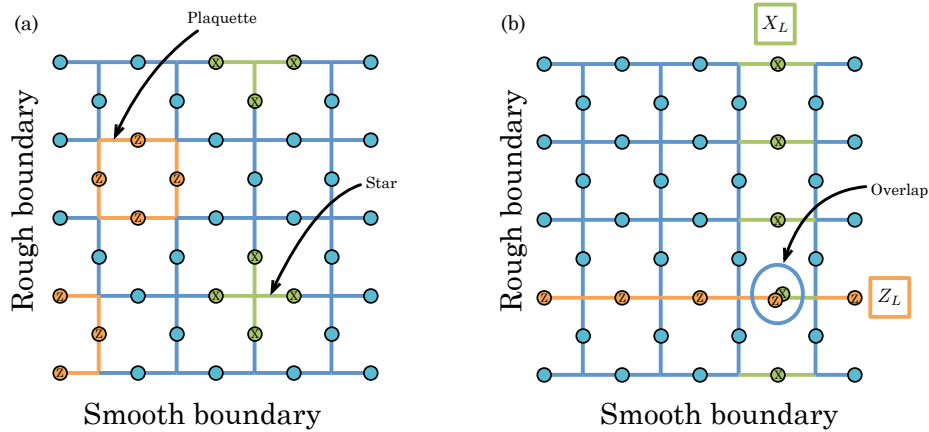 (a)
Plaquette
X X
X
Z
Z Z
Z
Star
X
Z X X
Z X
Z
Rough boundary
Smooth boundary
(b)
X_L
X
X
X
Overlap
Z Z Z Z X Z
Z_L
X
Rough boundary
Smooth boundary